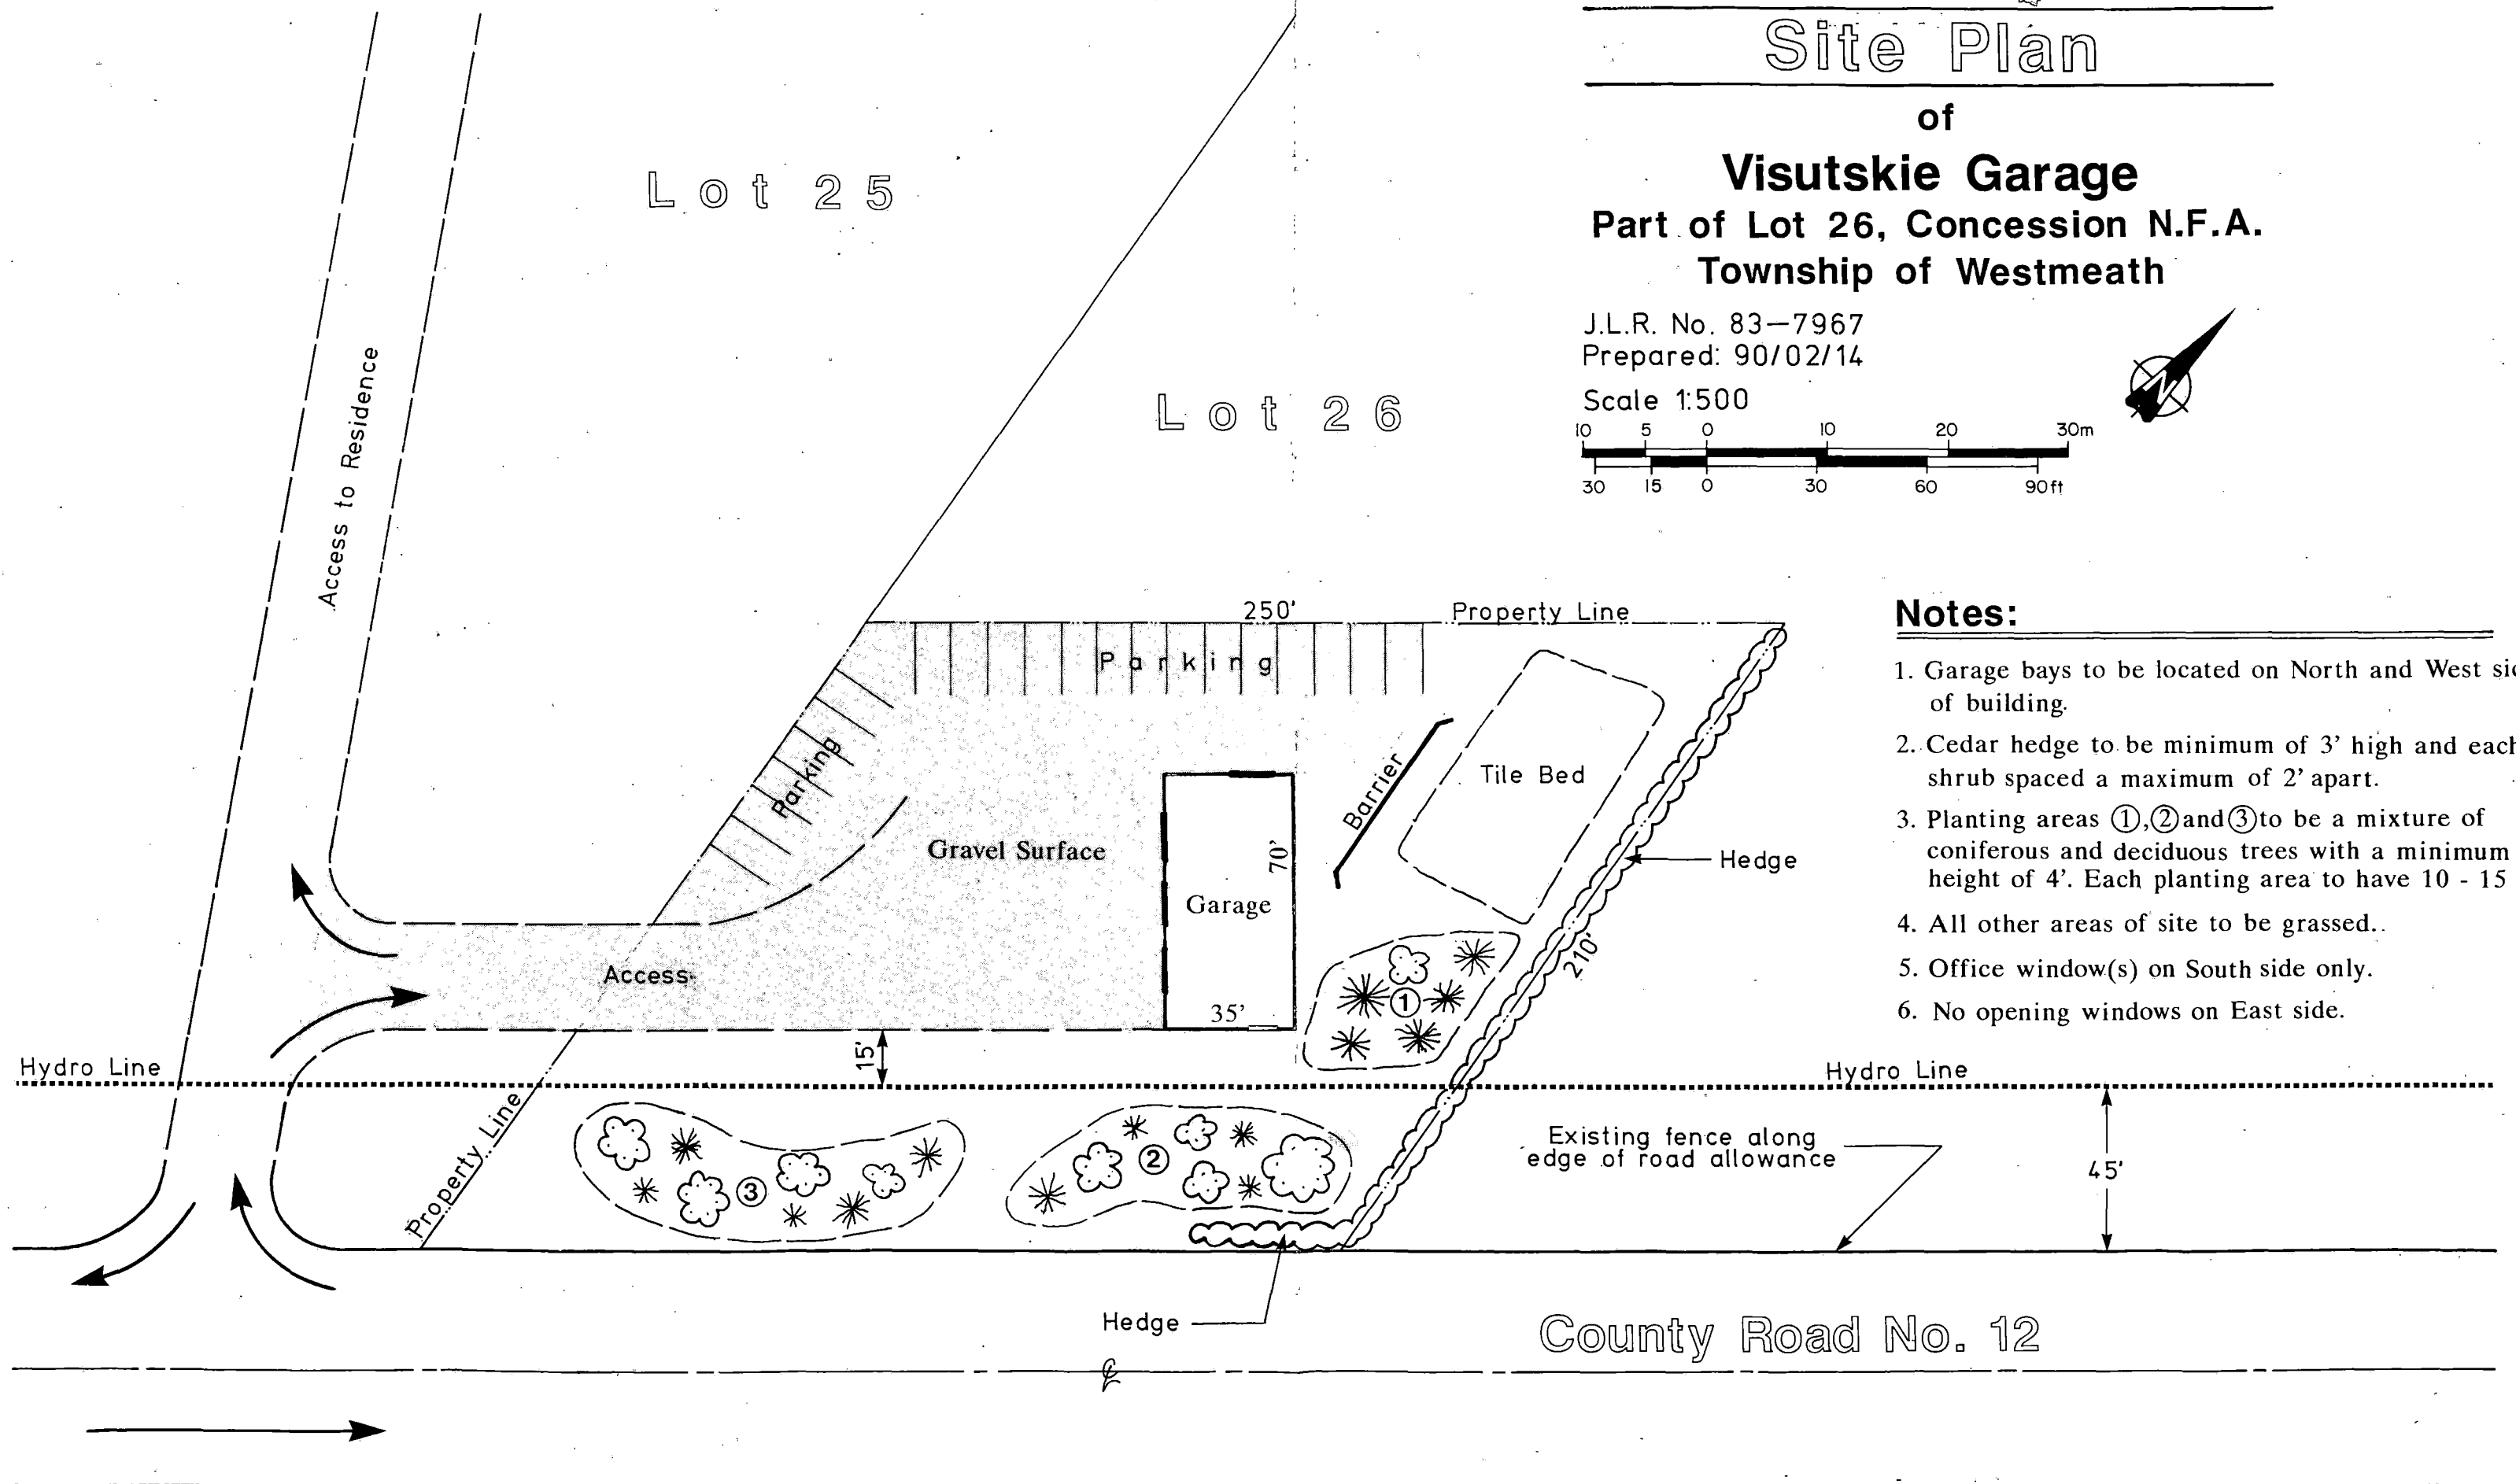 Site Plan
of
Visutskie Garage
Part of Lot 26, Concession N.F.A.
Township of Westmeath
J.L.R. No. 83-7967
Prepared: 90/02/14
Scale 1:500
10 5 0 10 20 30m
30 15 0 30 60 90ft
N
Lot 25
Lot 26
Access to Residence
250'
Property Line
Parking
Parking
Barrier
Tile Bed
Gravel Surface
70'
Garage
35'
Hedge
210'
Access
1
15'
Hydro Line
Hydro Line
Property Line
3
2
Existing fence along
edge of road allowance
45'
Hedge
County Road No. 12
Notes:
1. Garage bays to be located on North and West
of building.
2. Cedar hedge to be minimum of 3' high and each
shrub spaced a maximum of 2' apart.
3. Planting areas ①,② and ③ to be a mixture of
coniferous and deciduous trees with a minimum
height of 4'. Each planting area to have 10 - 15
4. All other areas of site to be grassed.
5. Office window(s) on South side only.
6. No opening windows on East side.